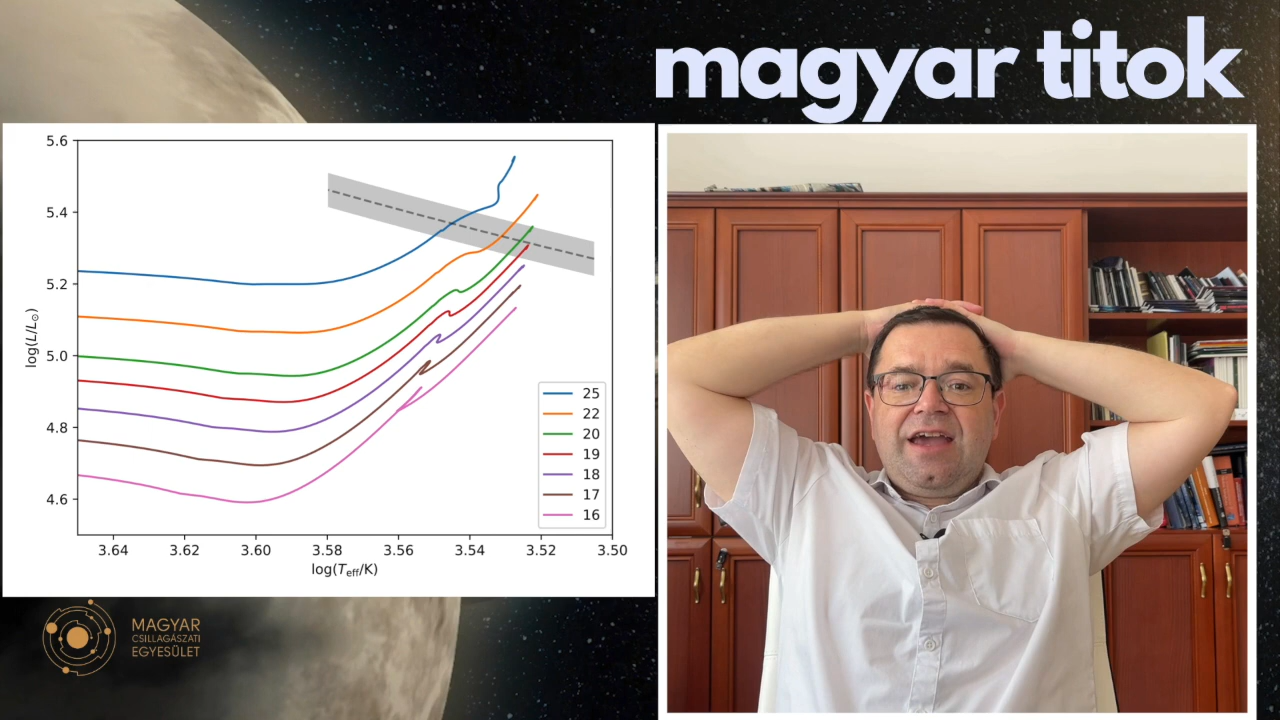 magyar titok
5.6
5.4
5.2
5.0
4.8
4.6
log(L/L☉)
25
22
20
19
18
17
16
3.64 3.62 3.60 3.58 3.56 3.54 3.52 3.50
log(Teff/K)
MAGYAR
CSILLAGÁSZATI
EGYESÜLET